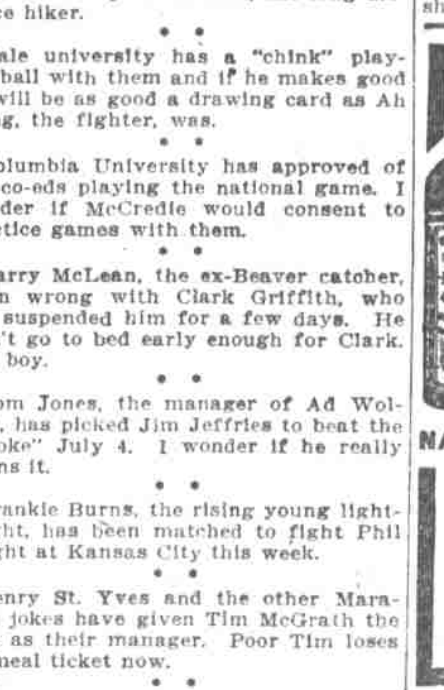 e hiker.
ale university has a "chink" play-
ball with them and if he makes good
will be as good a drawing card as Ah
g, the fighter, was.
olumbia University has approved of
co-eds playing the national game. I
der if McCredie would consent to
ctice games with them.
arry McLean, the ex-Beaver catcher,
n wrong with Clark Griffith, who
suspended him for a few days. He
't go to bed early enough for Clark.
boy.
om Jones, the manager of Ad Wol-
, has picked Jim Jeffries to beat the
oke" July 4. I wonder if he really
ns it.
rankie Burns, the rising young light-
ght, has been matched to fight Phil
ght at Kansas City this week.
enry St. Yves and the other Mara-
jokes have given Tim McGrath the
as their manager. Poor Tim loses
meal ticket now.
sh
NA